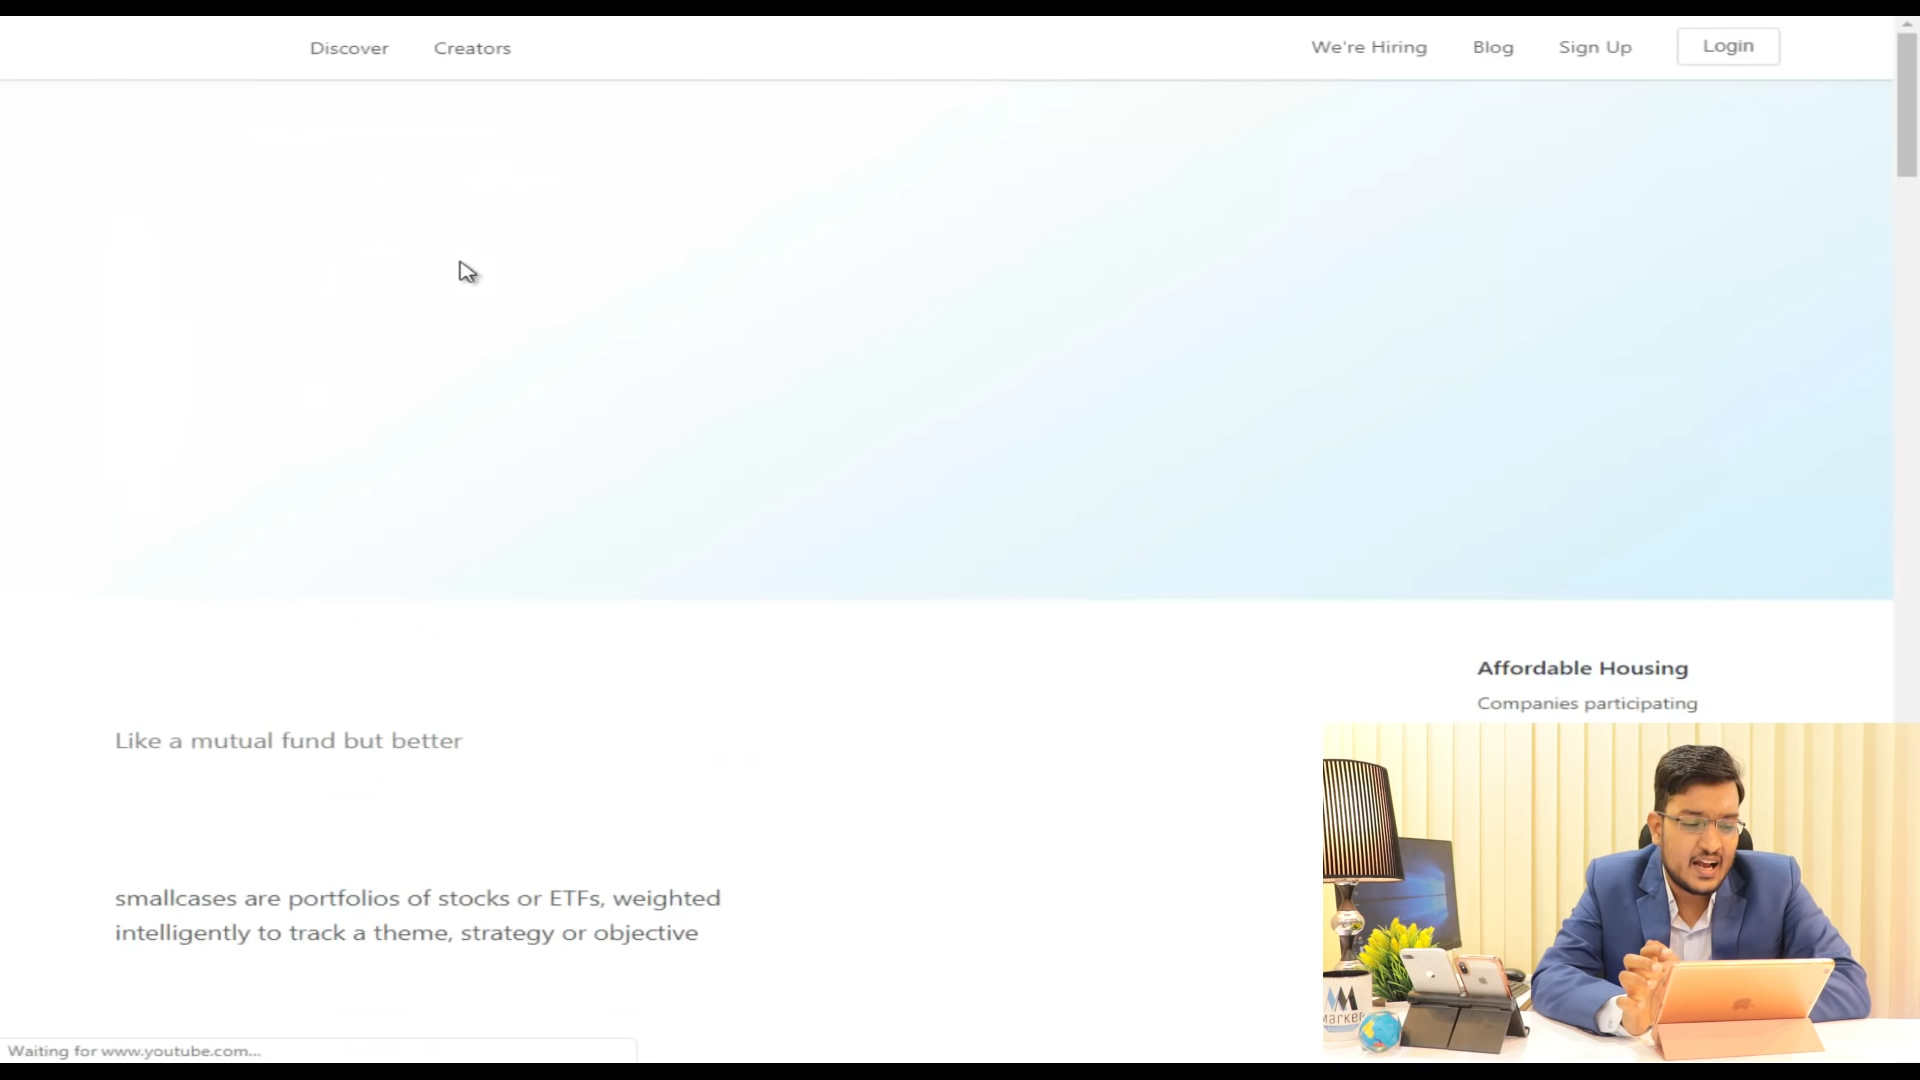 Discover
Creators
We're Hiring
Blog
Sign Up
Login
Affordable Housing
Companies participating
Like a mutual fund but better
smallcases are portfolios of stocks or ETFs, weighted
intelligently to track a theme, strategy or objective
Waiting for www.youtube.com...